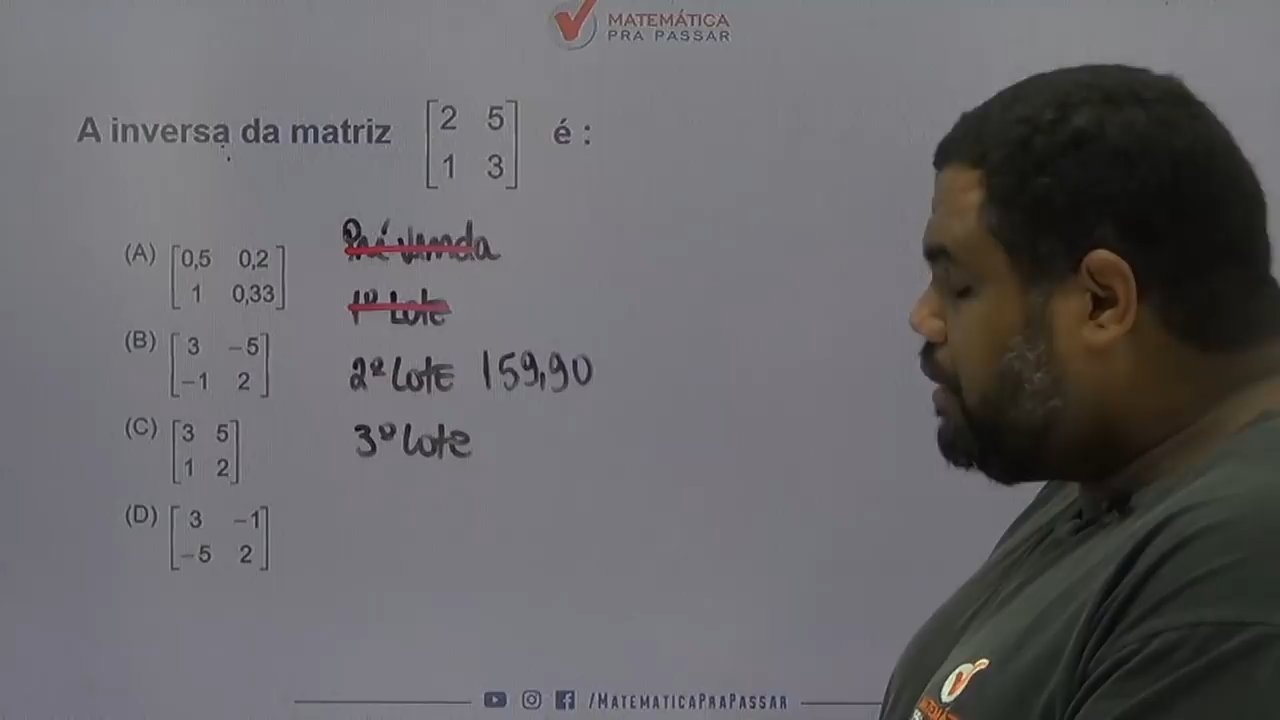 MATEMÁTICA
PRA PASSAR
A inversa da matriz [2 5
1 3] é :
(A) [0,5 0,2
1 0,33]
(B) [3 -5
-1 2]
(C) [3 5
1 2]
(D) [3 -1
-5 2]
Pré venda
1º Lote
2º Lote 159,90
3º Lote
/MATEMATICAPRAPASSAR